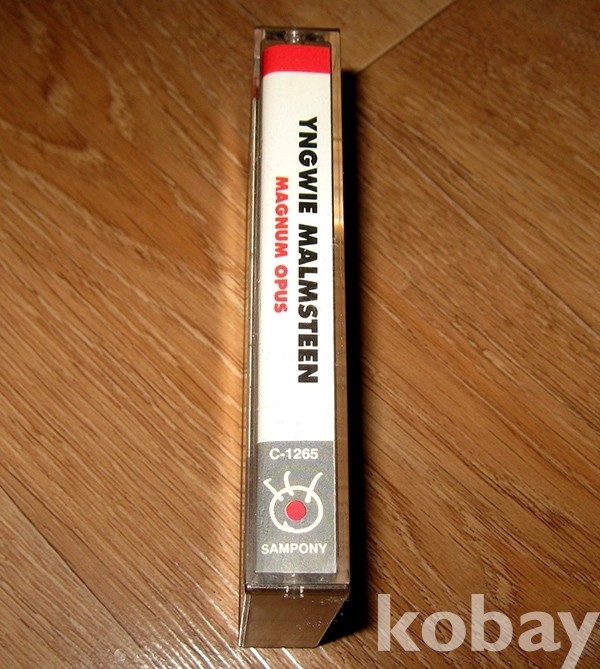 YNGWIE MALMSTEEN
MAGNUM OPUS
C-1265
SAMPONY
kobay